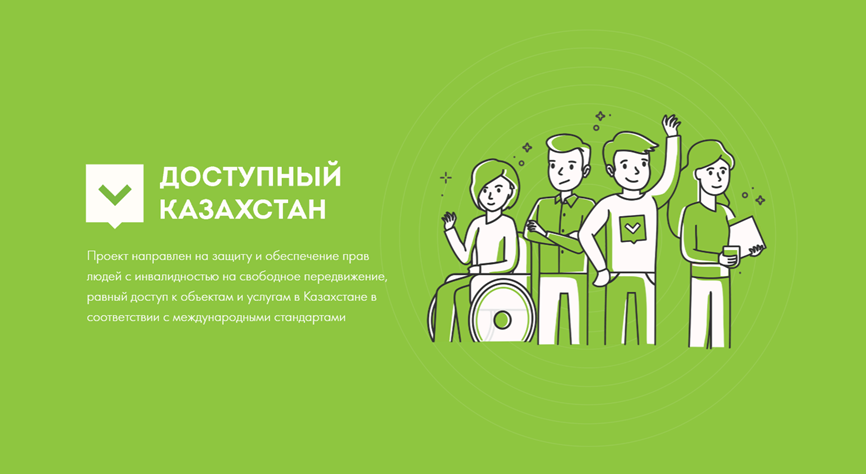 ДОСТУПНЫЙ
КАЗАХСТАН
Проект направлен на защиту и обеспечение прав
людей с инвалидностью на свободное передвижение,
равный доступ к объектам и услугам в Казахстане в
соответствии с международными стандартами